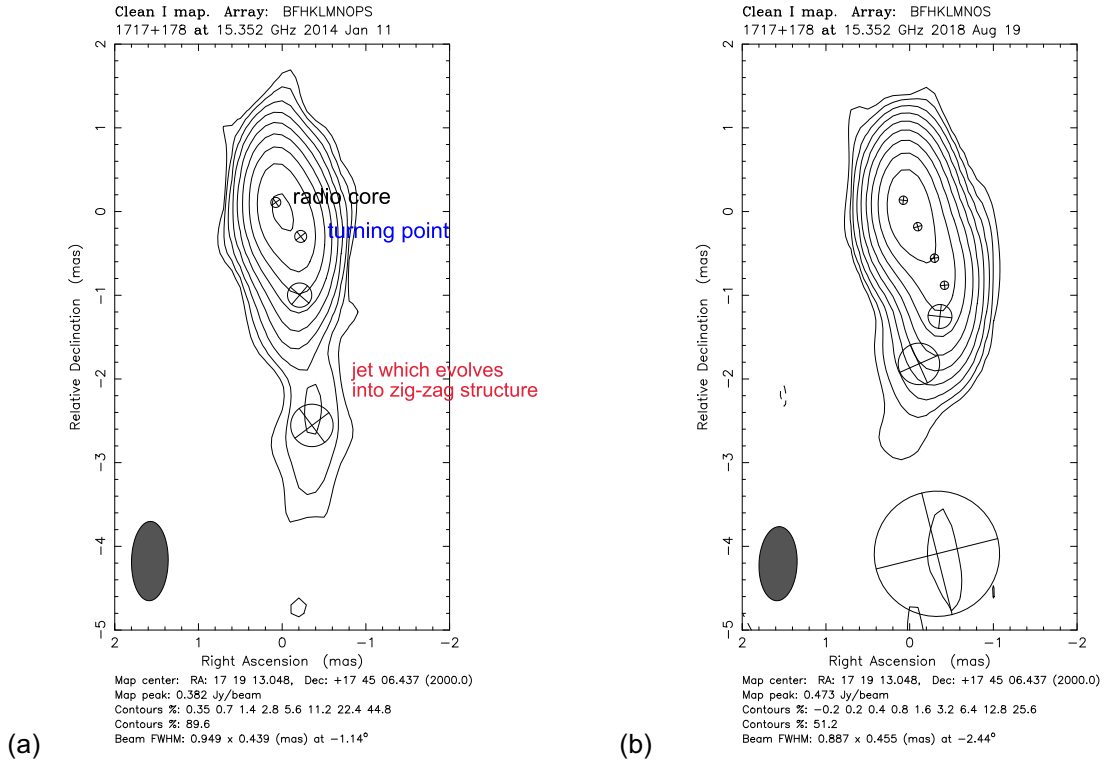 Clean I map. Array: BFHKLMNOPS
1717+178 at 15.352 GHz 2014 Jan 11
2
1
0
−1
−2
−3
−4
−5
Relative Declination (mas)
radio core
turning point
jet which evolves
into zig-zag structure
2 1 0 −1 −2
Right Ascension (mas)
Map center: RA: 17 19 13.048, Dec: +17 45 06.437 (2000.0)
Map peak: 0.382 Jy/beam
Contours %: 0.35 0.7 1.4 2.8 5.6 11.2 22.4 44.8
Contours %: 89.6
Beam FWHM: 0.949 x 0.439 (mas) at −1.14°
(a)
Clean I map. Array: BFHKLMNOS
1717+178 at 15.352 GHz 2018 Aug 19
2
1
0
−1
−2
−3
−4
−5
Relative Declination (mas)
2 1 0 −1 −2
Right Ascension (mas)
Map center: RA: 17 19 13.048, Dec: +17 45 06.437 (2000.0)
Map peak: 0.473 Jy/beam
Contours %: −0.2 0.2 0.4 0.8 1.6 3.2 6.4 12.8 25.6
Contours %: 51.2
Beam FWHM: 0.887 x 0.455 (mas) at −2.44°
(b)